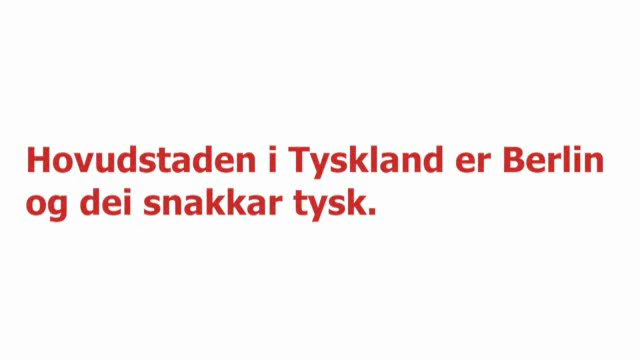 Hovudstaden i Tyskland er Berlin
og dei snakkar tysk.